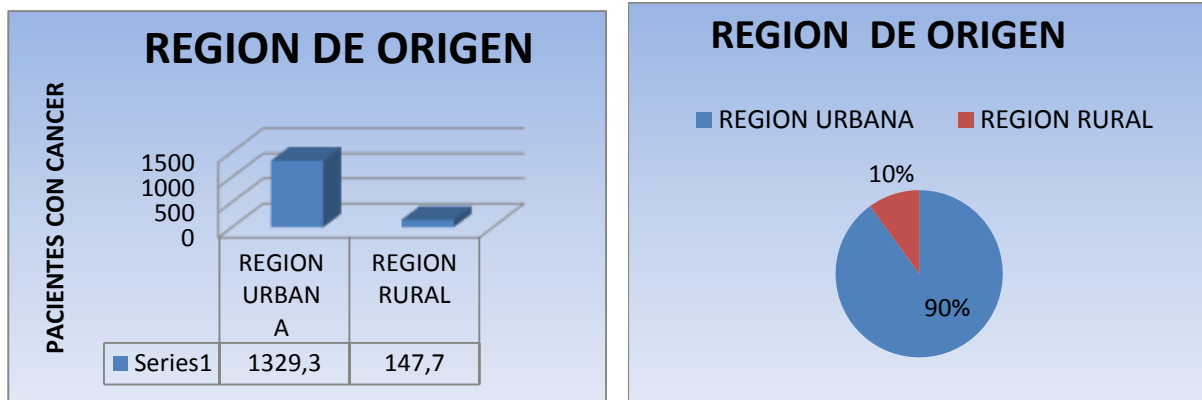 REGION DE ORIGEN
PACIENTES CON CANCER
1500
1000
500
0
REGION
URBAN
A
REGION
RURAL
Series1 1329,3 147,7
REGION DE ORIGEN
REGION URBANA REGION RURAL
10%
90%